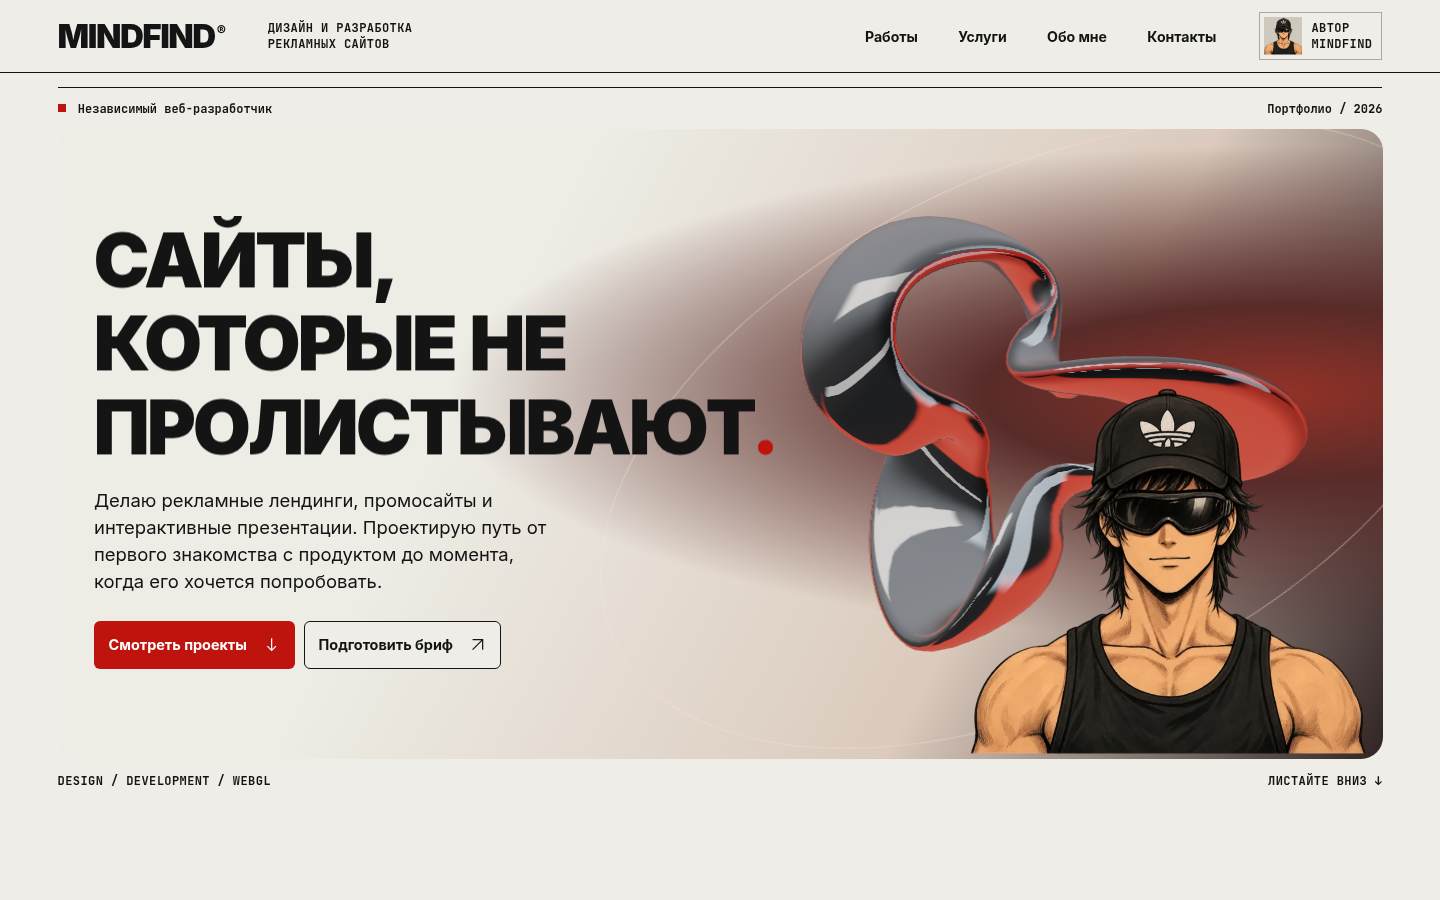 MINDFIND®
ДИЗАЙН И РАЗРАБОТКА
РЕКЛАМНЫХ САЙТОВ
Работы
Услуги
Обо мне
Контакты
АВТОР
MINDFIND
Независимый веб-разработчик
Портфолио / 2026
САЙТЫ,
КОТОРЫЕ НЕ
ПРОЛИСТЫВАЮТ.
Делаю рекламные лендинги, промосайты и
интерактивные презентации. Проектирую путь от
первого знакомства с продуктом до момента,
когда его хочется попробовать.
Смотреть проекты ↓
Подготовить бриф ↗
DESIGN / DEVELOPMENT / WEBGL
ЛИСТАЙТЕ ВНИЗ ↓